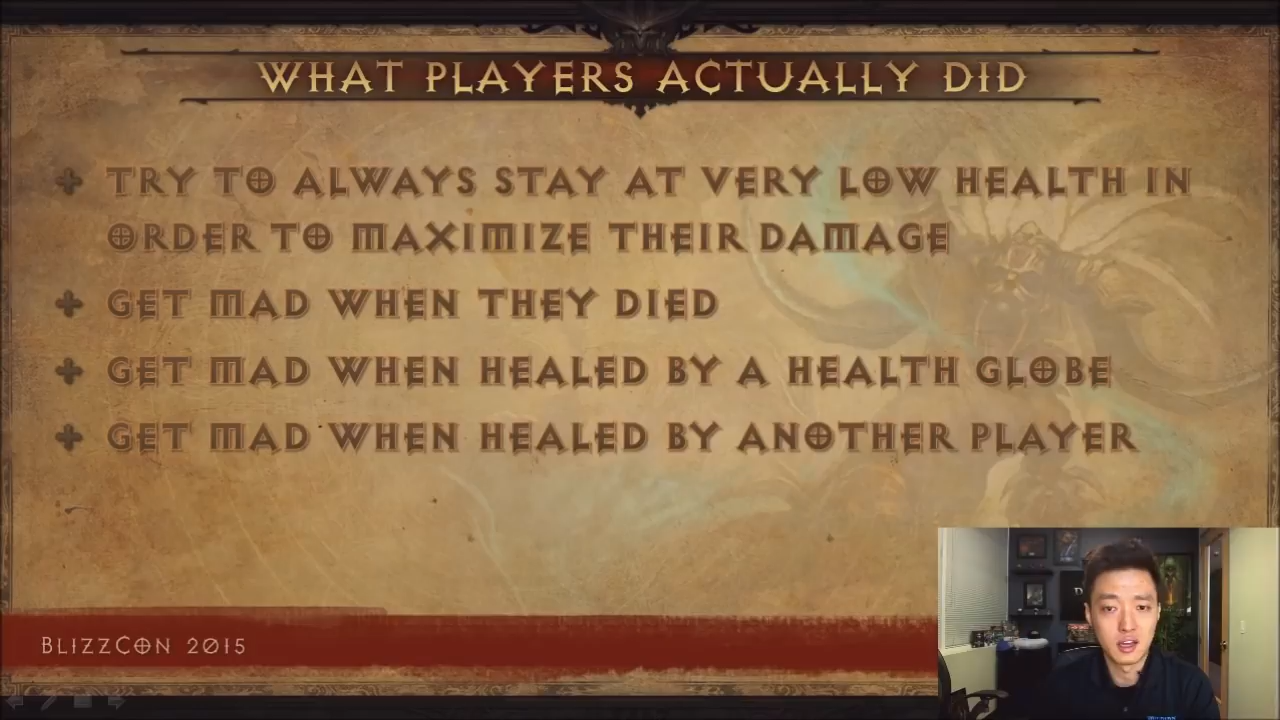 WHAT PLAYERS ACTUALLY DID
TRY TO ALWAYS STAY AT VERY LOW HEALTH IN
ORDER TO MAXIMIZE THEIR DAMAGE
GET MAD WHEN THEY DIED
GET MAD WHEN HEALED BY A HEALTH GLOBE
GET MAD WHEN HEALED BY ANOTHER PLAYER
BLIZZCON 2015